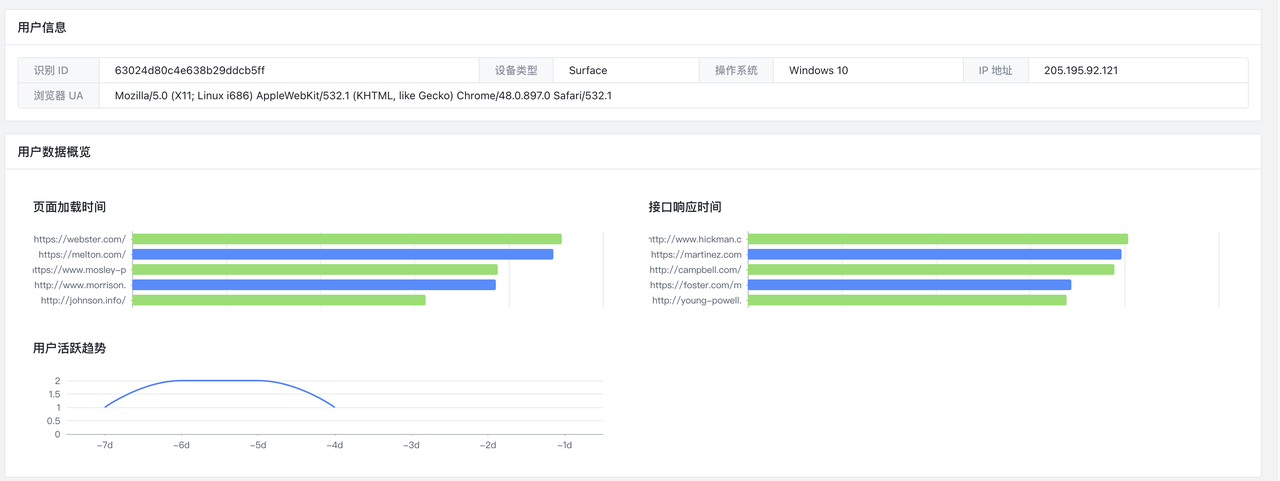 用户信息
识别 ID 63024d80c4e638b29ddcb5ff 设备类型 Surface 操作系统 Windows 10 IP 地址 205.195.92.121
浏览器 UA Mozilla/5.0 (X11; Linux i686) AppleWebKit/532.1 (KHTML, like Gecko) Chrome/48.0.897.0 Safari/532.1
用户数据概览
页面加载时间
https://webster.com/
https://melton.com/
https://www.mosley-p
http://www.morrison.
http://johnson.info/
接口响应时间
http://www.hickman.c
https://martinez.com
http://campbell.com/
https://foster.com/m
http://young-powell.
用户活跃趋势
2
1.5
1
0.5
0
-7d -6d -5d -4d -3d -2d -1d